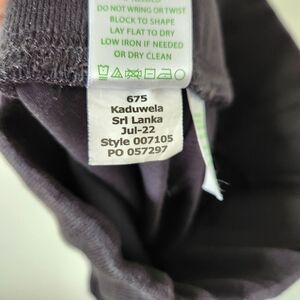 NEEDED
DO NOT WRING OR TWIST
BLOCK TO SHAPE
LAY FLAT TO DRY
LOW IRON IF NEEDED
OR DRY CLEAN
675
Kaduwela
Sri Lanka
Jul-22
Style 007105
PO 057297